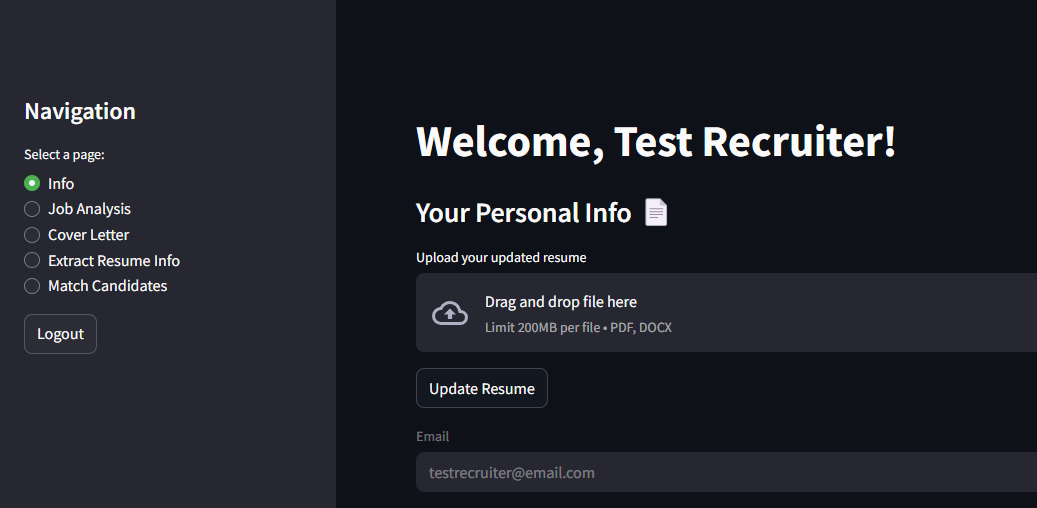 Navigation
Select a page:
Info
Job Analysis
Cover Letter
Extract Resume Info
Match Candidates
Logout
Welcome, Test Recruiter!
Your Personal Info
Upload your updated resume
Drag and drop file here
Limit 200MB per file • PDF, DOCX
Update Resume
Email
testrecruiter@email.com